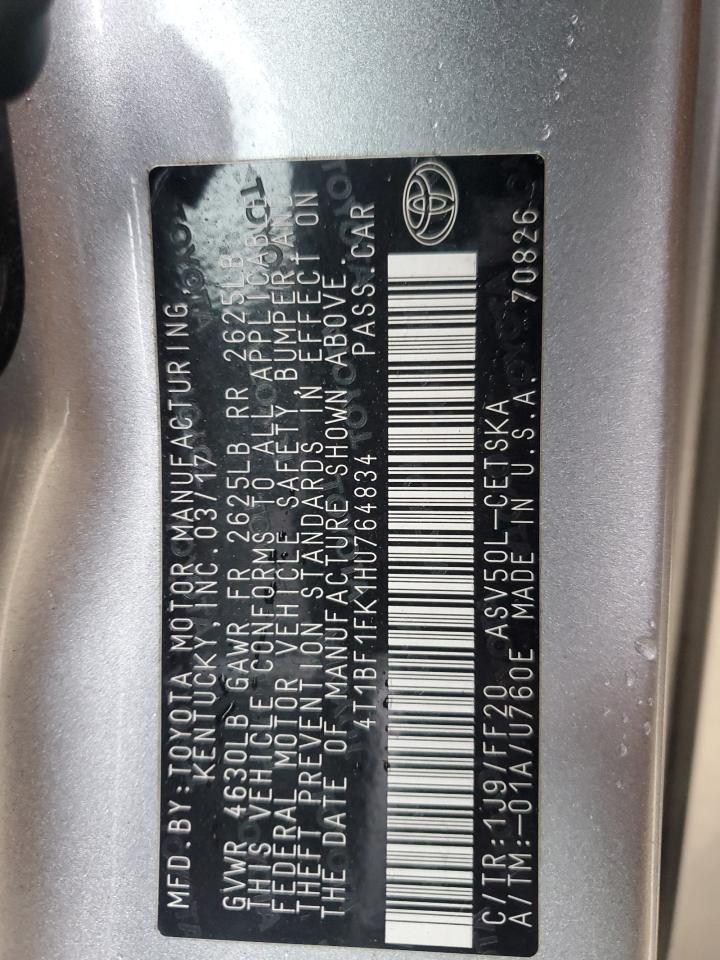 MFD.BY:TOYOTA MOTOR MANUFACTURING,
KENTUCKY,INC.03/17
GVWR 4630LB GAWR FR 2625LB RR 2625LB
THIS VEHICLE CONFORMS TO ALL APPLICABLE
FEDERAL MOTOR VEHICLE SAFETY BUMPER AND
THEFT PREVENTION STANDARDS IN EFFECT ON
THE DATE OF MANUFACTURE SHOWN ABOVE
4T1BF1FK1HU764834 PASS.CAR
C/TR:1J9/FF20 ASV50L-CETSKA
A/TM:-01A/U760E MADE IN U.S.A. 70826